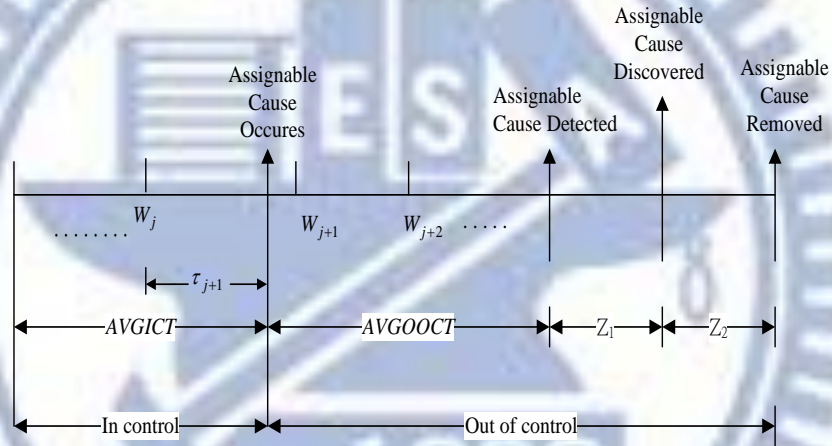 Assignable
Cause
Occures
Assignable
Cause Detected
Assignable
Cause
Discovered
Assignable
Cause
Removed
W_j
W_{j+1}
W_{j+2}
. . . . . . . .
. . . . .
τ_{j+1}
AVGICT
AVGOOCT
Z_1
Z_2
In control
Out of control
E S
A